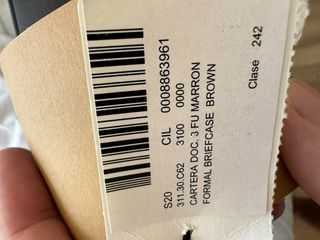 S20 CIL 0008863961
311.30.C62 3100 0000
CARTERA DOC. 3 FU MARRON
FORMAL BRIEFCASE BROWN
Clase 242